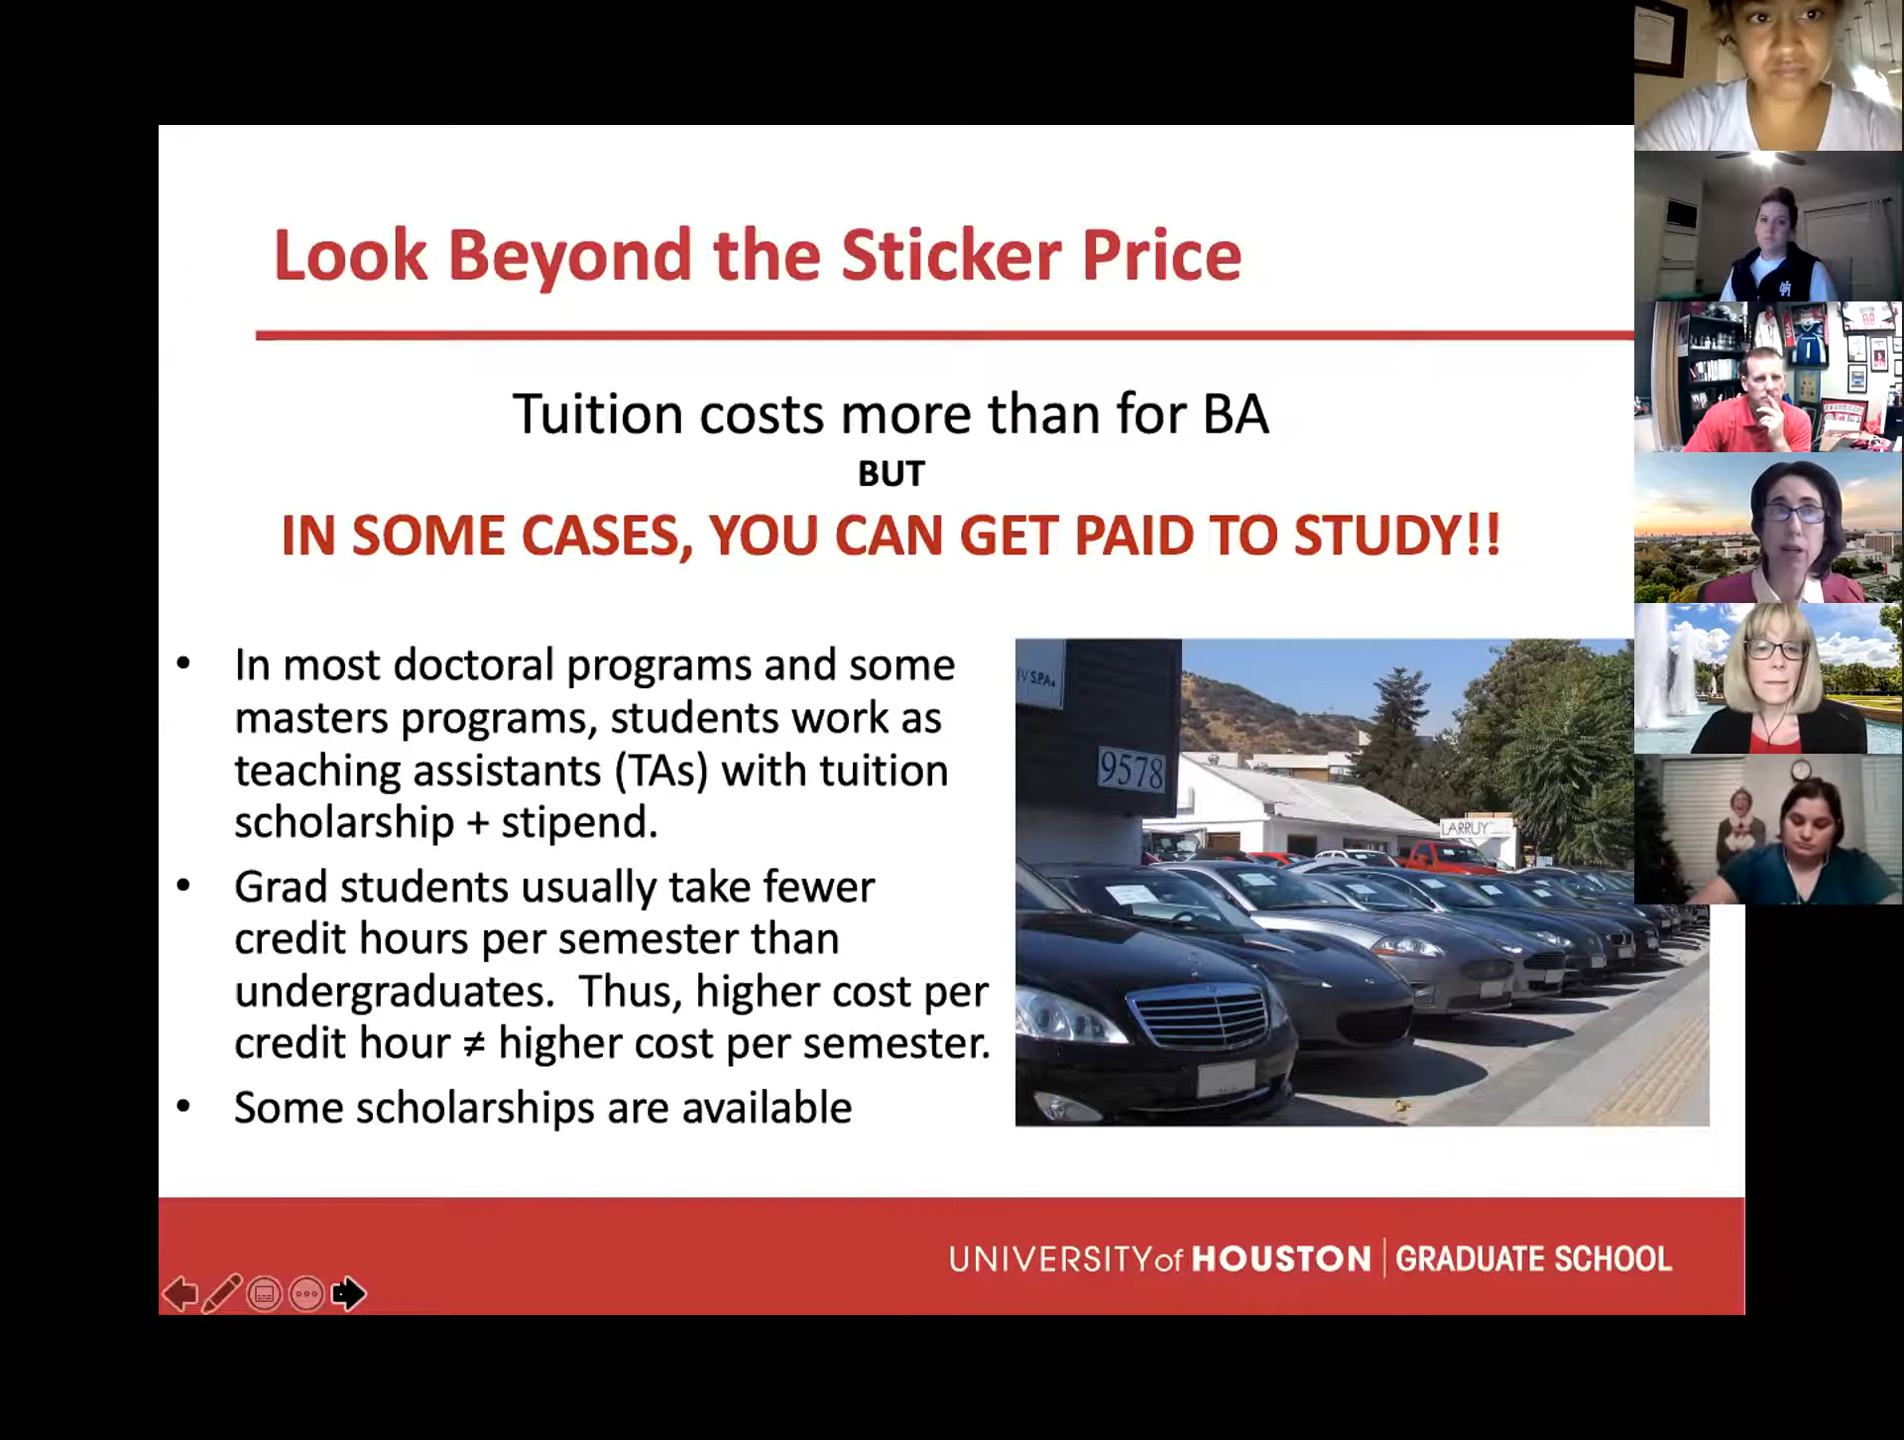 Look Beyond the Sticker Price
Tuition costs more than for BA
BUT
IN SOME CASES, YOU CAN GET PAID TO STUDY!!
• In most doctoral programs and some
masters programs, students work as
teaching assistants (TAs) with tuition
scholarship + stipend.
• Grad students usually take fewer
credit hours per semester than
undergraduates. Thus, higher cost per
credit hour ≠ higher cost per semester.
• Some scholarships are available
9578
LARRUY
UNIVERSITY of HOUSTON | GRADUATE SCHOOL